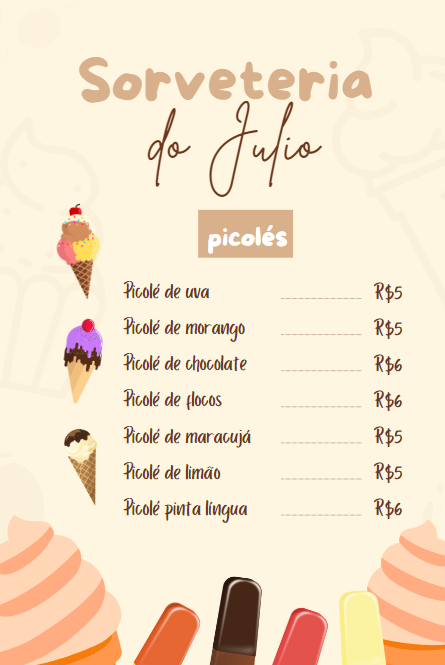 Sorveteria
do Julio
picolés
Picolé de uva R$5
Picolé de morango R$5
Picolé de chocolate R$6
Picolé de flocos R$6
Picolé de maracujá R$5
Picolé de limão R$5
Picolé pinta língua R$6